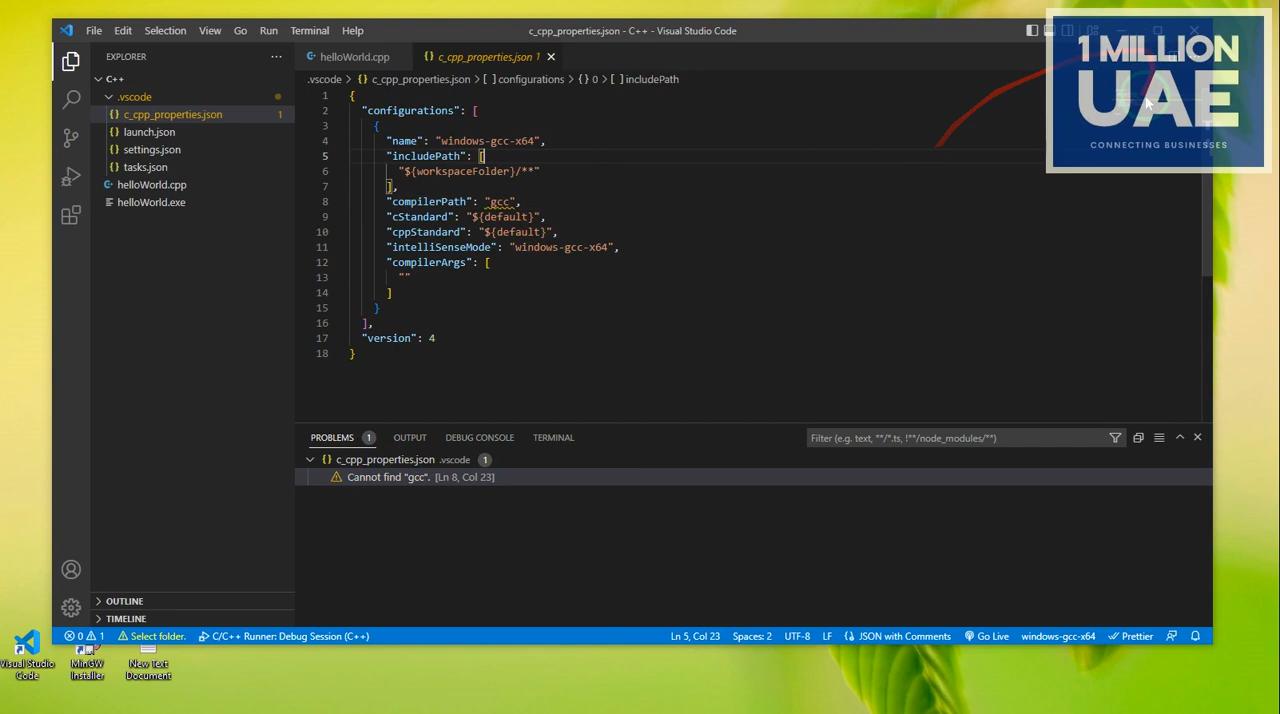 File Edit Selection View Go Run Terminal Help
c_cpp_properties.json - C++ - Visual Studio Code
1 MILLION
UAE
CONNECTING BUSINESSES
EXPLORER
C++
.vscode
c_cpp_properties.json 1
launch.json
settings.json
tasks.json
helloWorld.cpp
helloWorld.exe
OUTLINE
TIMELINE
helloWorld.cpp
c_cpp_properties.json 1
.vscode > {} c_cpp_properties.json > [ ] configurations > {} 0 > [ ] includePath
1 {
2 "configurations": [
3 {
4 "name": "windows-gcc-x64",
5 "includePath": [
6 "${workspaceFolder}/**"
7 ],
8 "compilerPath": "gcc",
9 "cStandard": "${default}",
10 "cppStandard": "${default}",
11 "intelliSenseMode": "windows-gcc-x64",
12 "compilerArgs": [
13 ""
14 ]
15 }
16 ],
17 "version": 4
18 }
PROBLEMS 1 OUTPUT DEBUG CONSOLE TERMINAL
Filter (e.g. text, **/*.ts, !**/node_modules/**)
{} c_cpp_properties.json .vscode 1
Cannot find "gcc". [Ln 8, Col 23]
0 1 Select folder. C/C++ Runner: Debug Session (C++)
Ln 5, Col 23 Spaces: 2 UTF-8 LF {} JSON with Comments Go Live windows-gcc-x64 Prettier
Visual Studio
Code
MinGW
Installer
New Text
Document